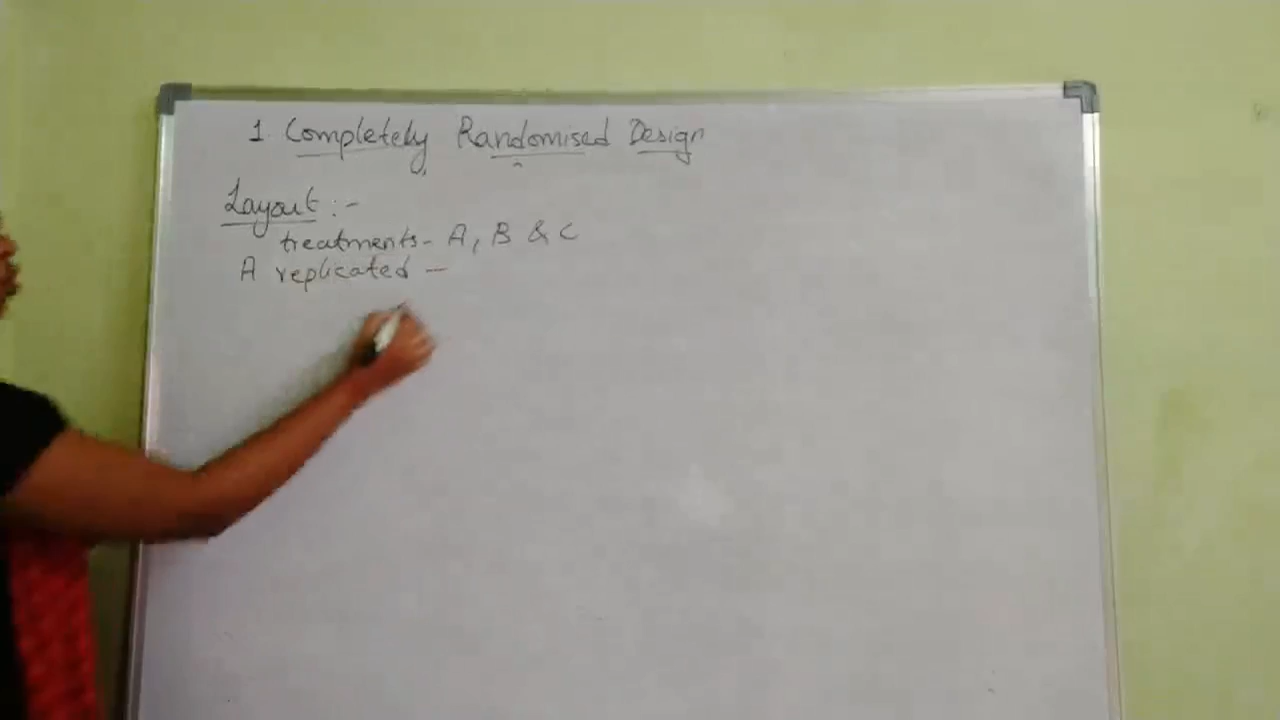 1. Completely Randomised Design
Layout :-
treatments - A, B & C
A replicated -